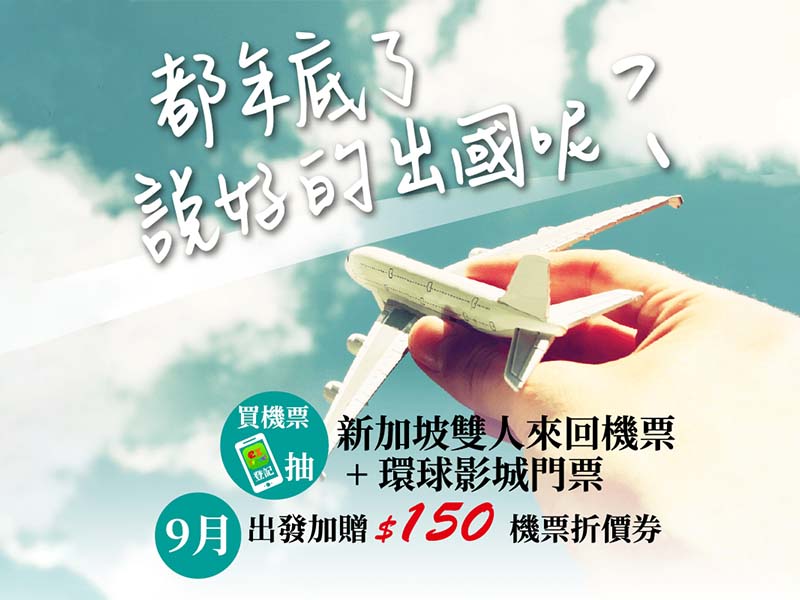 都年底了
說好的出國呢？
買機票
登記
抽
新加坡雙人來回機票
+ 環球影城門票
9月
出發加贈 $150 機票折價券